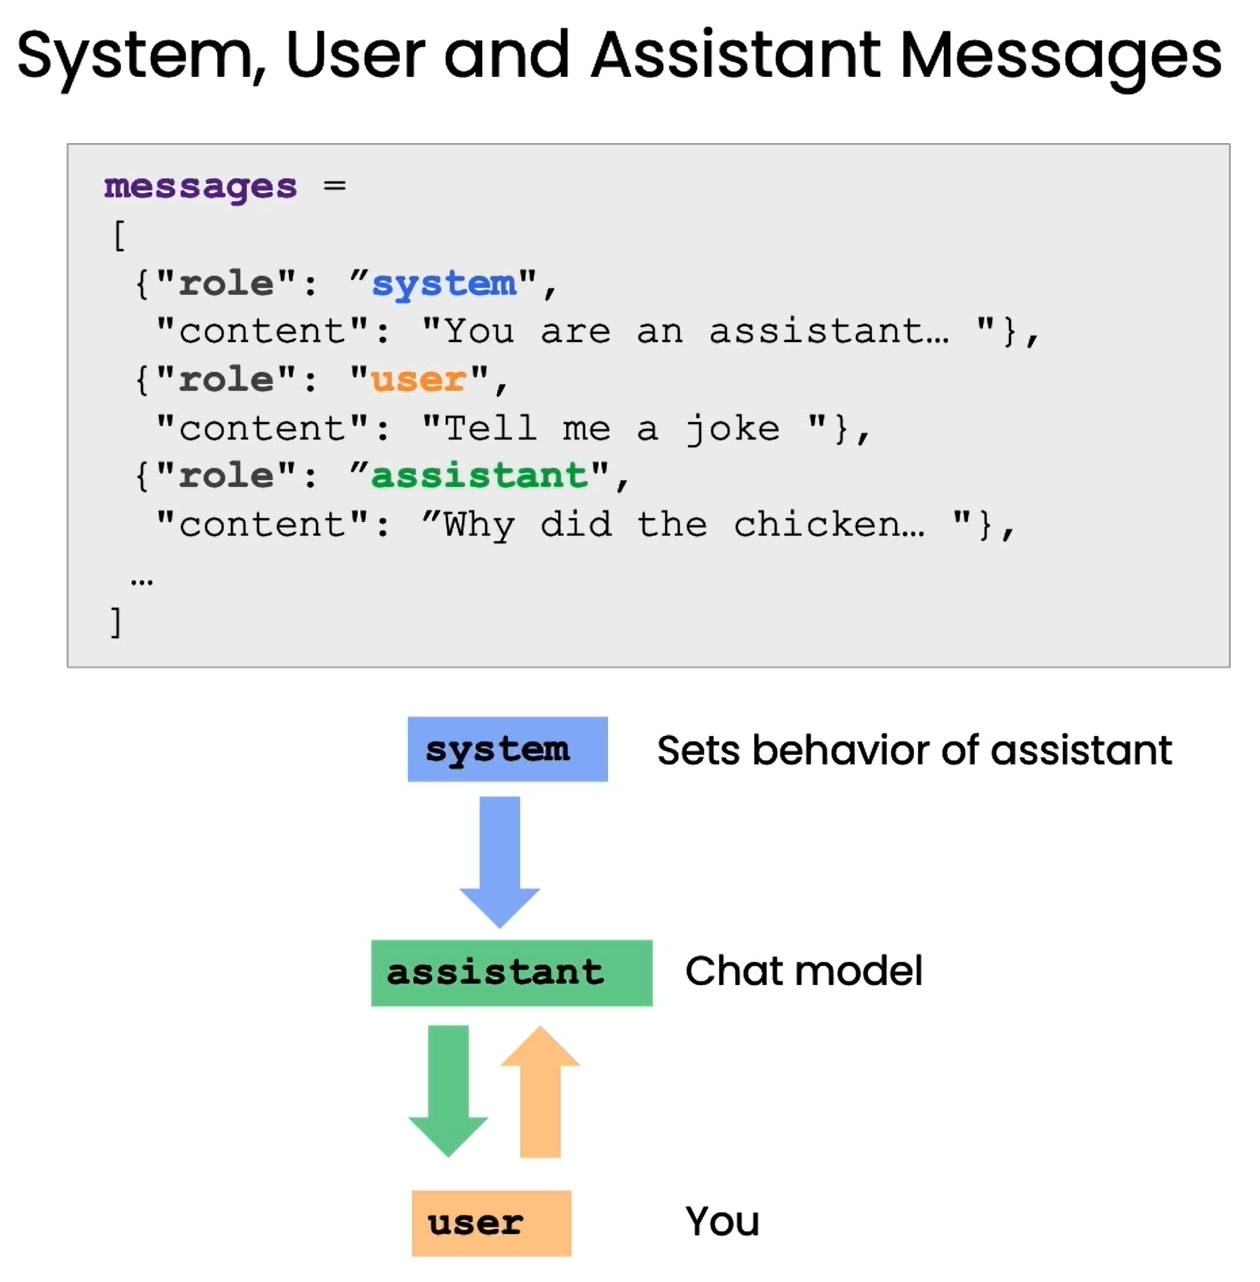 System, User and Assistant Messages
messages =
[
{"role": ”system",
"content": "You are an assistant… "},
{"role": "user",
"content": "Tell me a joke "},
{"role": ”assistant",
"content": ”Why did the chicken… "},
…
]
system Sets behavior of assistant
assistant Chat model
user You